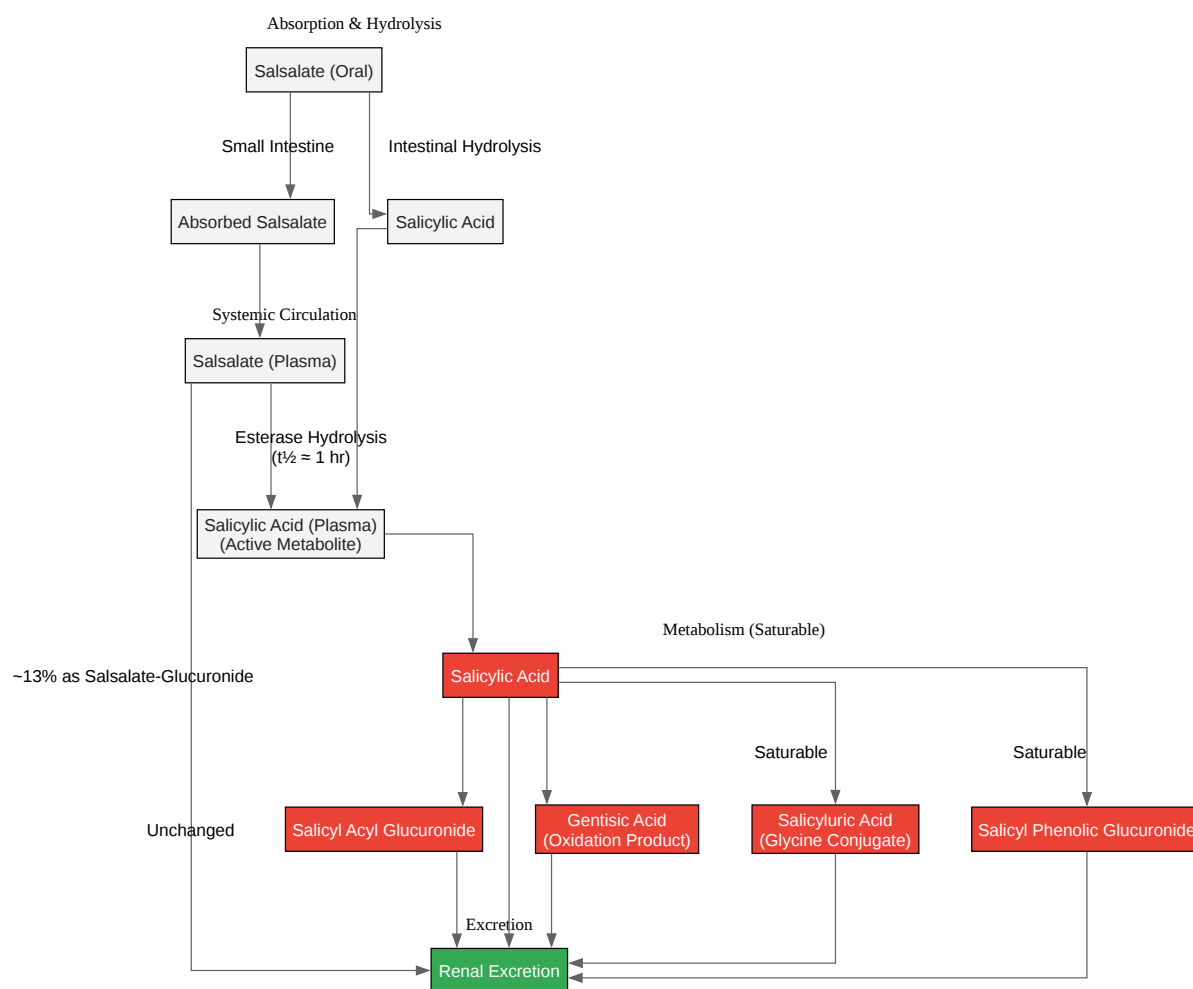 Absorption & Hydrolysis
Salsalate (Oral)
Small Intestine
Intestinal Hydrolysis
Absorbed Salsalate
Salicylic Acid
Systemic Circulation
Salsalate (Plasma)
Esterase Hydrolysis
(t½ ≈ 1 hr)
Salicylic Acid (Plasma)
(Active Metabolite)
Metabolism (Saturable)
~13% as Salsalate-Glucuronide
Salicylic Acid
Saturable
Saturable
Unchanged
Salicyl Acyl Glucuronide
Gentisic Acid
(Oxidation Product)
Salicyluric Acid
(Glycine Conjugate)
Salicyl Phenolic Glucuronide
Excretion
Renal Excretion